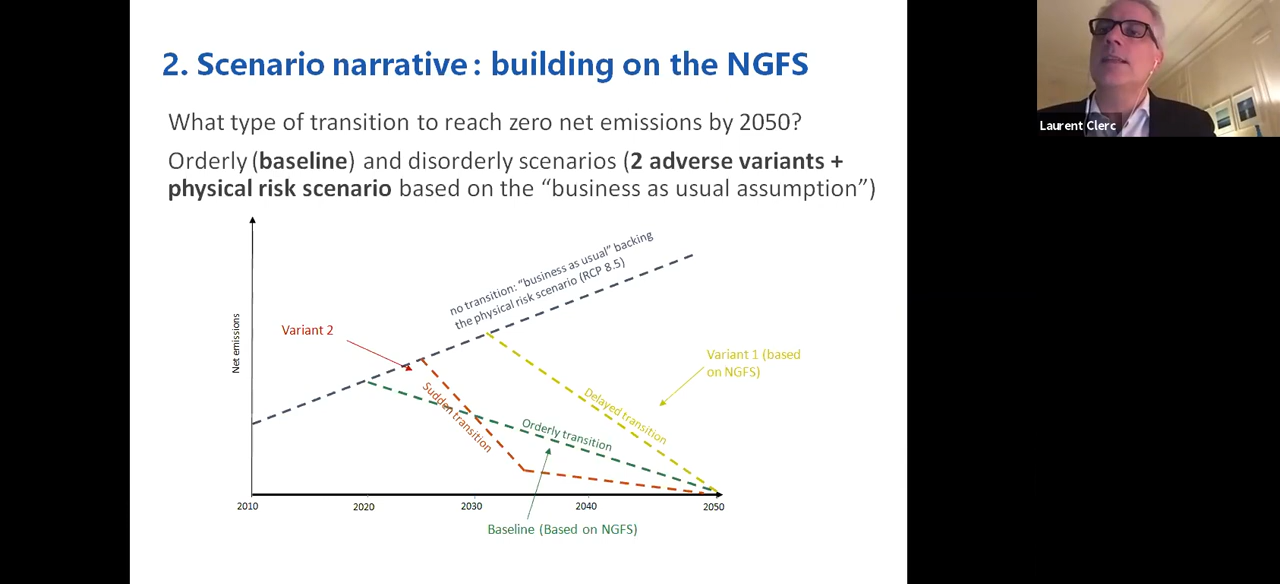 2. Scenario narrative : building on the NGFS
Laurent Clerc
What type of transition to reach zero net emissions by 2050?
Orderly (baseline) and disorderly scenarios (2 adverse variants +
physical risk scenario based on the “business as usual assumption”)
no transition: “business as usual” backing
the physical risk scenario (RCP 8.5)
Variant 2
Net emissions
Variant 1 (based
on NGFS)
Sudden transition
Delayed transition
Orderly transition
2010
2020
2030
2040
2050
Baseline (Based on NGFS)